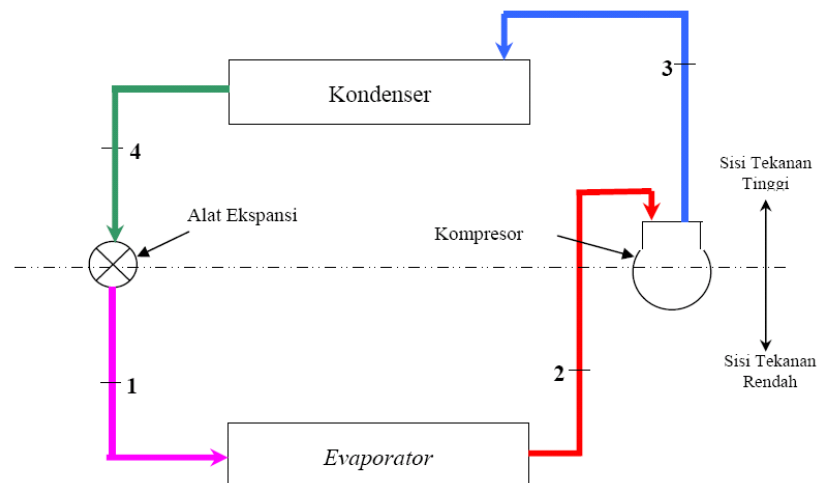 Kondenser
3
4
Sisi Tekanan
Tinggi
Alat Ekspansi
Kompresor
Sisi Tekanan
Rendah
1
2
Evaporator